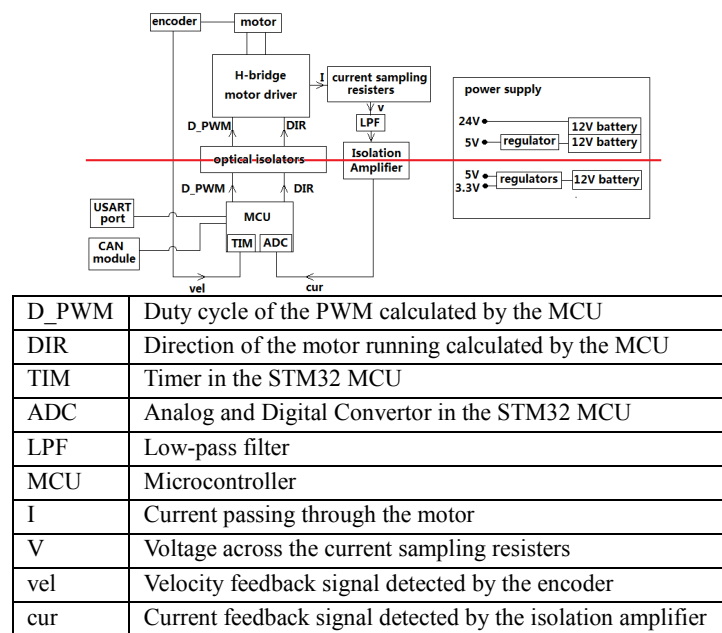 encoder
motor
H-bridge
motor driver
I
current sampling
resisters
v
LPF
D_PWM
DIR
optical isolators
Isolation
Amplifier
D_PWM
DIR
USART
port
MCU
CAN
module
TIM
ADC
vel
cur
power supply
24V
12V battery
5V
regulator
12V battery
5V
regulators
12V battery
3.3V
D_PWM Duty cycle of the PWM calculated by the MCU
DIR Direction of the motor running calculated by the MCU
TIM Timer in the STM32 MCU
ADC Analog and Digital Convertor in the STM32 MCU
LPF Low-pass filter
MCU Microcontroller
I Current passing through the motor
V Voltage across the current sampling resisters
vel Velocity feedback signal detected by the encoder
cur Current feedback signal detected by the isolation amplifier